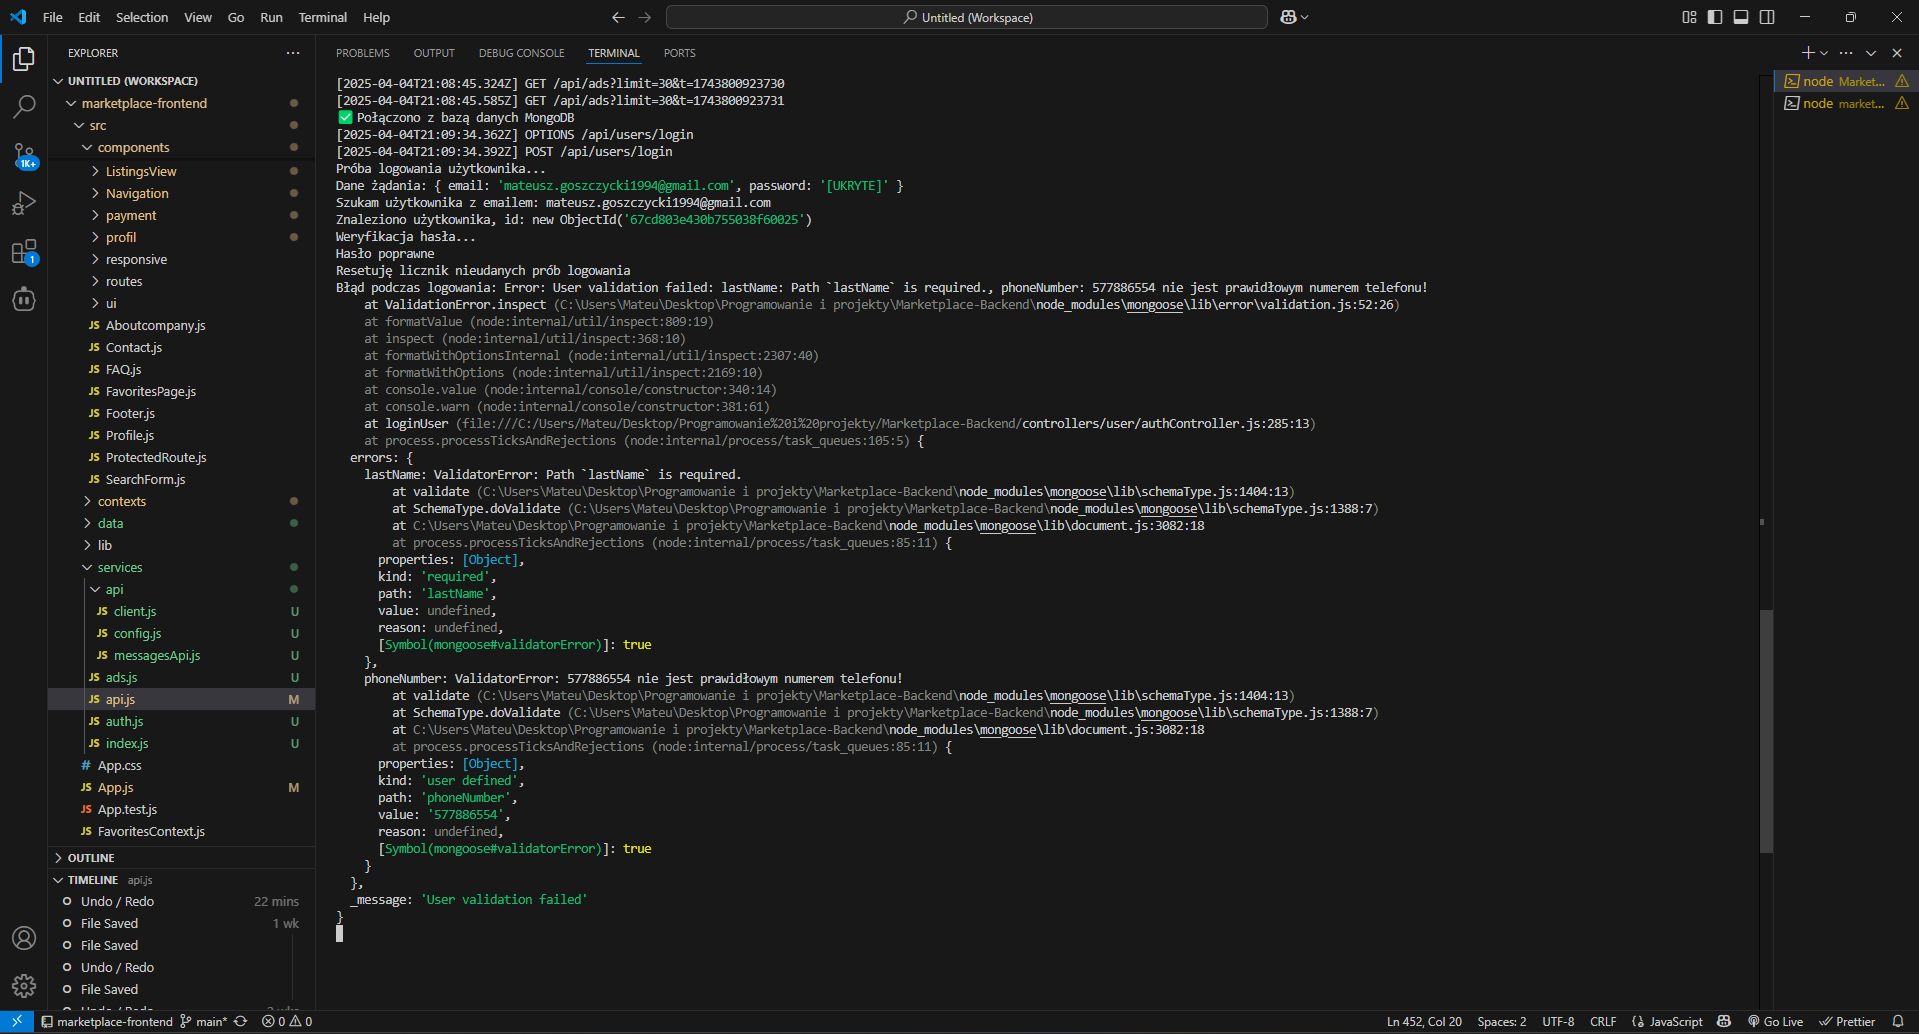 File Edit Selection View Go Run Terminal Help
Untitled (Workspace)
EXPLORER
UNTITLED (WORKSPACE)
marketplace-frontend
src
components
ListingsView
Navigation
payment
profil
responsive
routes
ui
JS Aboutcompany.js
JS Contact.js
JS FAQ.js
JS FavoritesPage.js
JS Footer.js
JS Profile.js
JS ProtectedRoute.js
JS SearchForm.js
contexts
data
lib
services
api
JS client.js U
JS config.js U
JS messagesApi.js U
JS ads.js U
JS api.js M
JS auth.js U
JS index.js U
# App.css
JS App.js M
JS App.test.js
JS FavoritesContext.js
OUTLINE
TIMELINE api.js
Undo / Redo 22 mins
File Saved 1 wk
File Saved
Undo / Redo
File Saved
1K+
1
PROBLEMS OUTPUT DEBUG CONSOLE TERMINAL PORTS
[2025-04-04T21:08:45.324Z] GET /api/ads?limit=30&t=1743800923730
[2025-04-04T21:08:45.585Z] GET /api/ads?limit=30&t=1743800923731
✅ Połączono z bazą danych MongoDB
[2025-04-04T21:09:34.362Z] OPTIONS /api/users/login
[2025-04-04T21:09:34.392Z] POST /api/users/login
Próba logowania użytkownika...
Dane żądania: { email: 'mateusz.goszczycki1994@gmail.com', password: '[UKRYTE]' }
Szukam użytkownika z emailem: mateusz.goszczycki1994@gmail.com
Znaleziono użytkownika, id: new ObjectId('67cd803e430b755038f60025')
Weryfikacja hasła...
Hasło poprawne
Resetuję licznik nieudanych prób logowania
Błąd podczas logowania: Error: User validation failed: lastName: Path `lastName` is required., phoneNumber: 577886554 nie jest prawidłowym numerem telefonu!
at ValidationError.inspect (C:\Users\Mateu\Desktop\Programowanie i projekty\Marketplace-Backend\node_modules\mongoose\lib\error\validation.js:52:26)
at formatValue (node:internal/util/inspect:809:19)
at inspect (node:internal/util/inspect:368:10)
at formatWithOptionsInternal (node:internal/util/inspect:2307:40)
at formatWithOptions (node:internal/util/inspect:2169:10)
at console.value (node:internal/console/constructor:340:14)
at console.warn (node:internal/console/constructor:381:61)
at loginUser (file:///C:/Users/Mateu/Desktop/Programowanie%20i%20projekty/Marketplace-Backend/controllers/user/authController.js:285:13)
at process.processTicksAndRejections (node:internal/process/task_queues:105:5) {
errors: {
lastName: ValidatorError: Path `lastName` is required.
at validate (C:\Users\Mateu\Desktop\Programowanie i projekty\Marketplace-Backend\node_modules\mongoose\lib\schemaType.js:1404:13)
at SchemaType.doValidate (C:\Users\Mateu\Desktop\Programowanie i projekty\Marketplace-Backend\node_modules\mongoose\lib\schemaType.js:1388:7)
at C:\Users\Mateu\Desktop\Programowanie i projekty\Marketplace-Backend\node_modules\mongoose\lib\document.js:3082:18
at process.processTicksAndRejections (node:internal/process/task_queues:85:11) {
properties: [Object],
kind: 'required',
path: 'lastName',
value: undefined,
reason: undefined,
[Symbol(mongoose#validatorError)]: true
},
phoneNumber: ValidatorError: 577886554 nie jest prawidłowym numerem telefonu!
at validate (C:\Users\Mateu\Desktop\Programowanie i projekty\Marketplace-Backend\node_modules\mongoose\lib\schemaType.js:1404:13)
at SchemaType.doValidate (C:\Users\Mateu\Desktop\Programowanie i projekty\Marketplace-Backend\node_modules\mongoose\lib\schemaType.js:1388:7)
at C:\Users\Mateu\Desktop\Programowanie i projekty\Marketplace-Backend\node_modules\mongoose\lib\document.js:3082:18
at process.processTicksAndRejections (node:internal/process/task_queues:85:11) {
properties: [Object],
kind: 'user defined',
path: 'phoneNumber',
value: '577886554',
reason: undefined,
[Symbol(mongoose#validatorError)]: true
}
},
_message: 'User validation failed'
}
node Market...
node market...
marketplace-frontend main* 0 0
Ln 452, Col 20 Spaces: 2 UTF-8 CRLF {} JavaScript Go Live Prettier